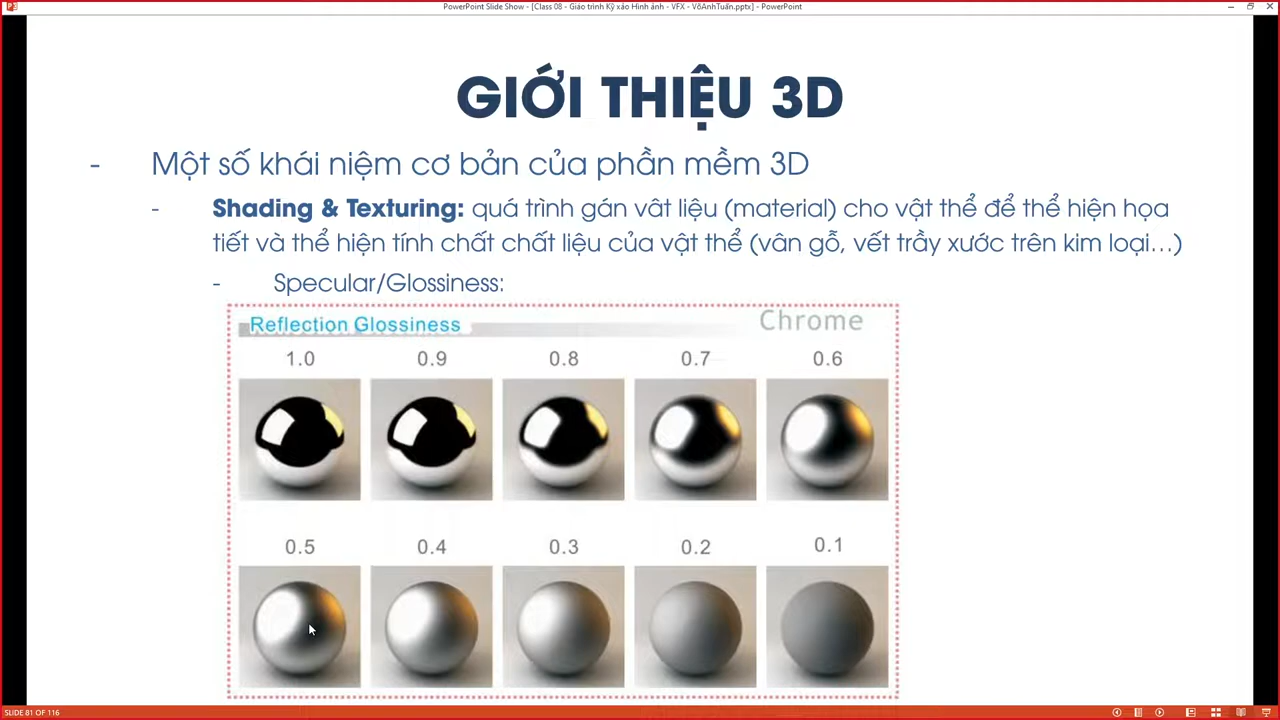 PowerPoint Slide Show - [Class 08 - Giáo trình Kỹ xảo Hình ảnh - VFX - VõAnhTuấn.pptx] - PowerPoint
GIỚI THIỆU 3D
- Một số khái niệm cơ bản của phần mềm 3D
- Shading & Texturing: quá trình gán vât liệu (material) cho vật thể để thể hiện họa
tiết và thể hiện tính chất chất liệu của vật thể (vân gỗ, vết trầy xước trên kim loại...)
- Specular/Glossiness:
Reflection Glossiness Chrome
1.0 0.9 0.8 0.7 0.6
0.5 0.4 0.3 0.2 0.1
SLIDE 81 OF 116